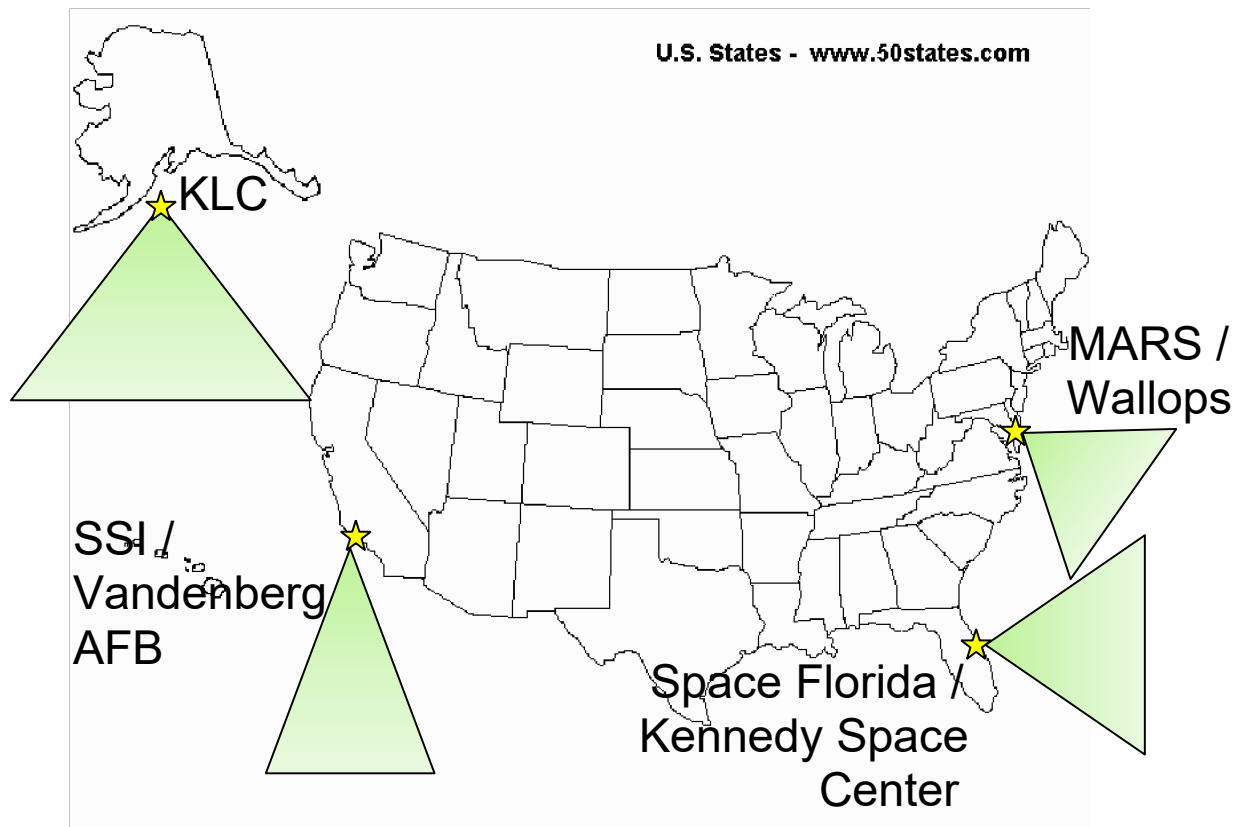 U.S. States - www.50states.com
KLC
MARS /
Wallops
SSI /
Vandenberg
AFB
Space Florida /
Kennedy Space
Center